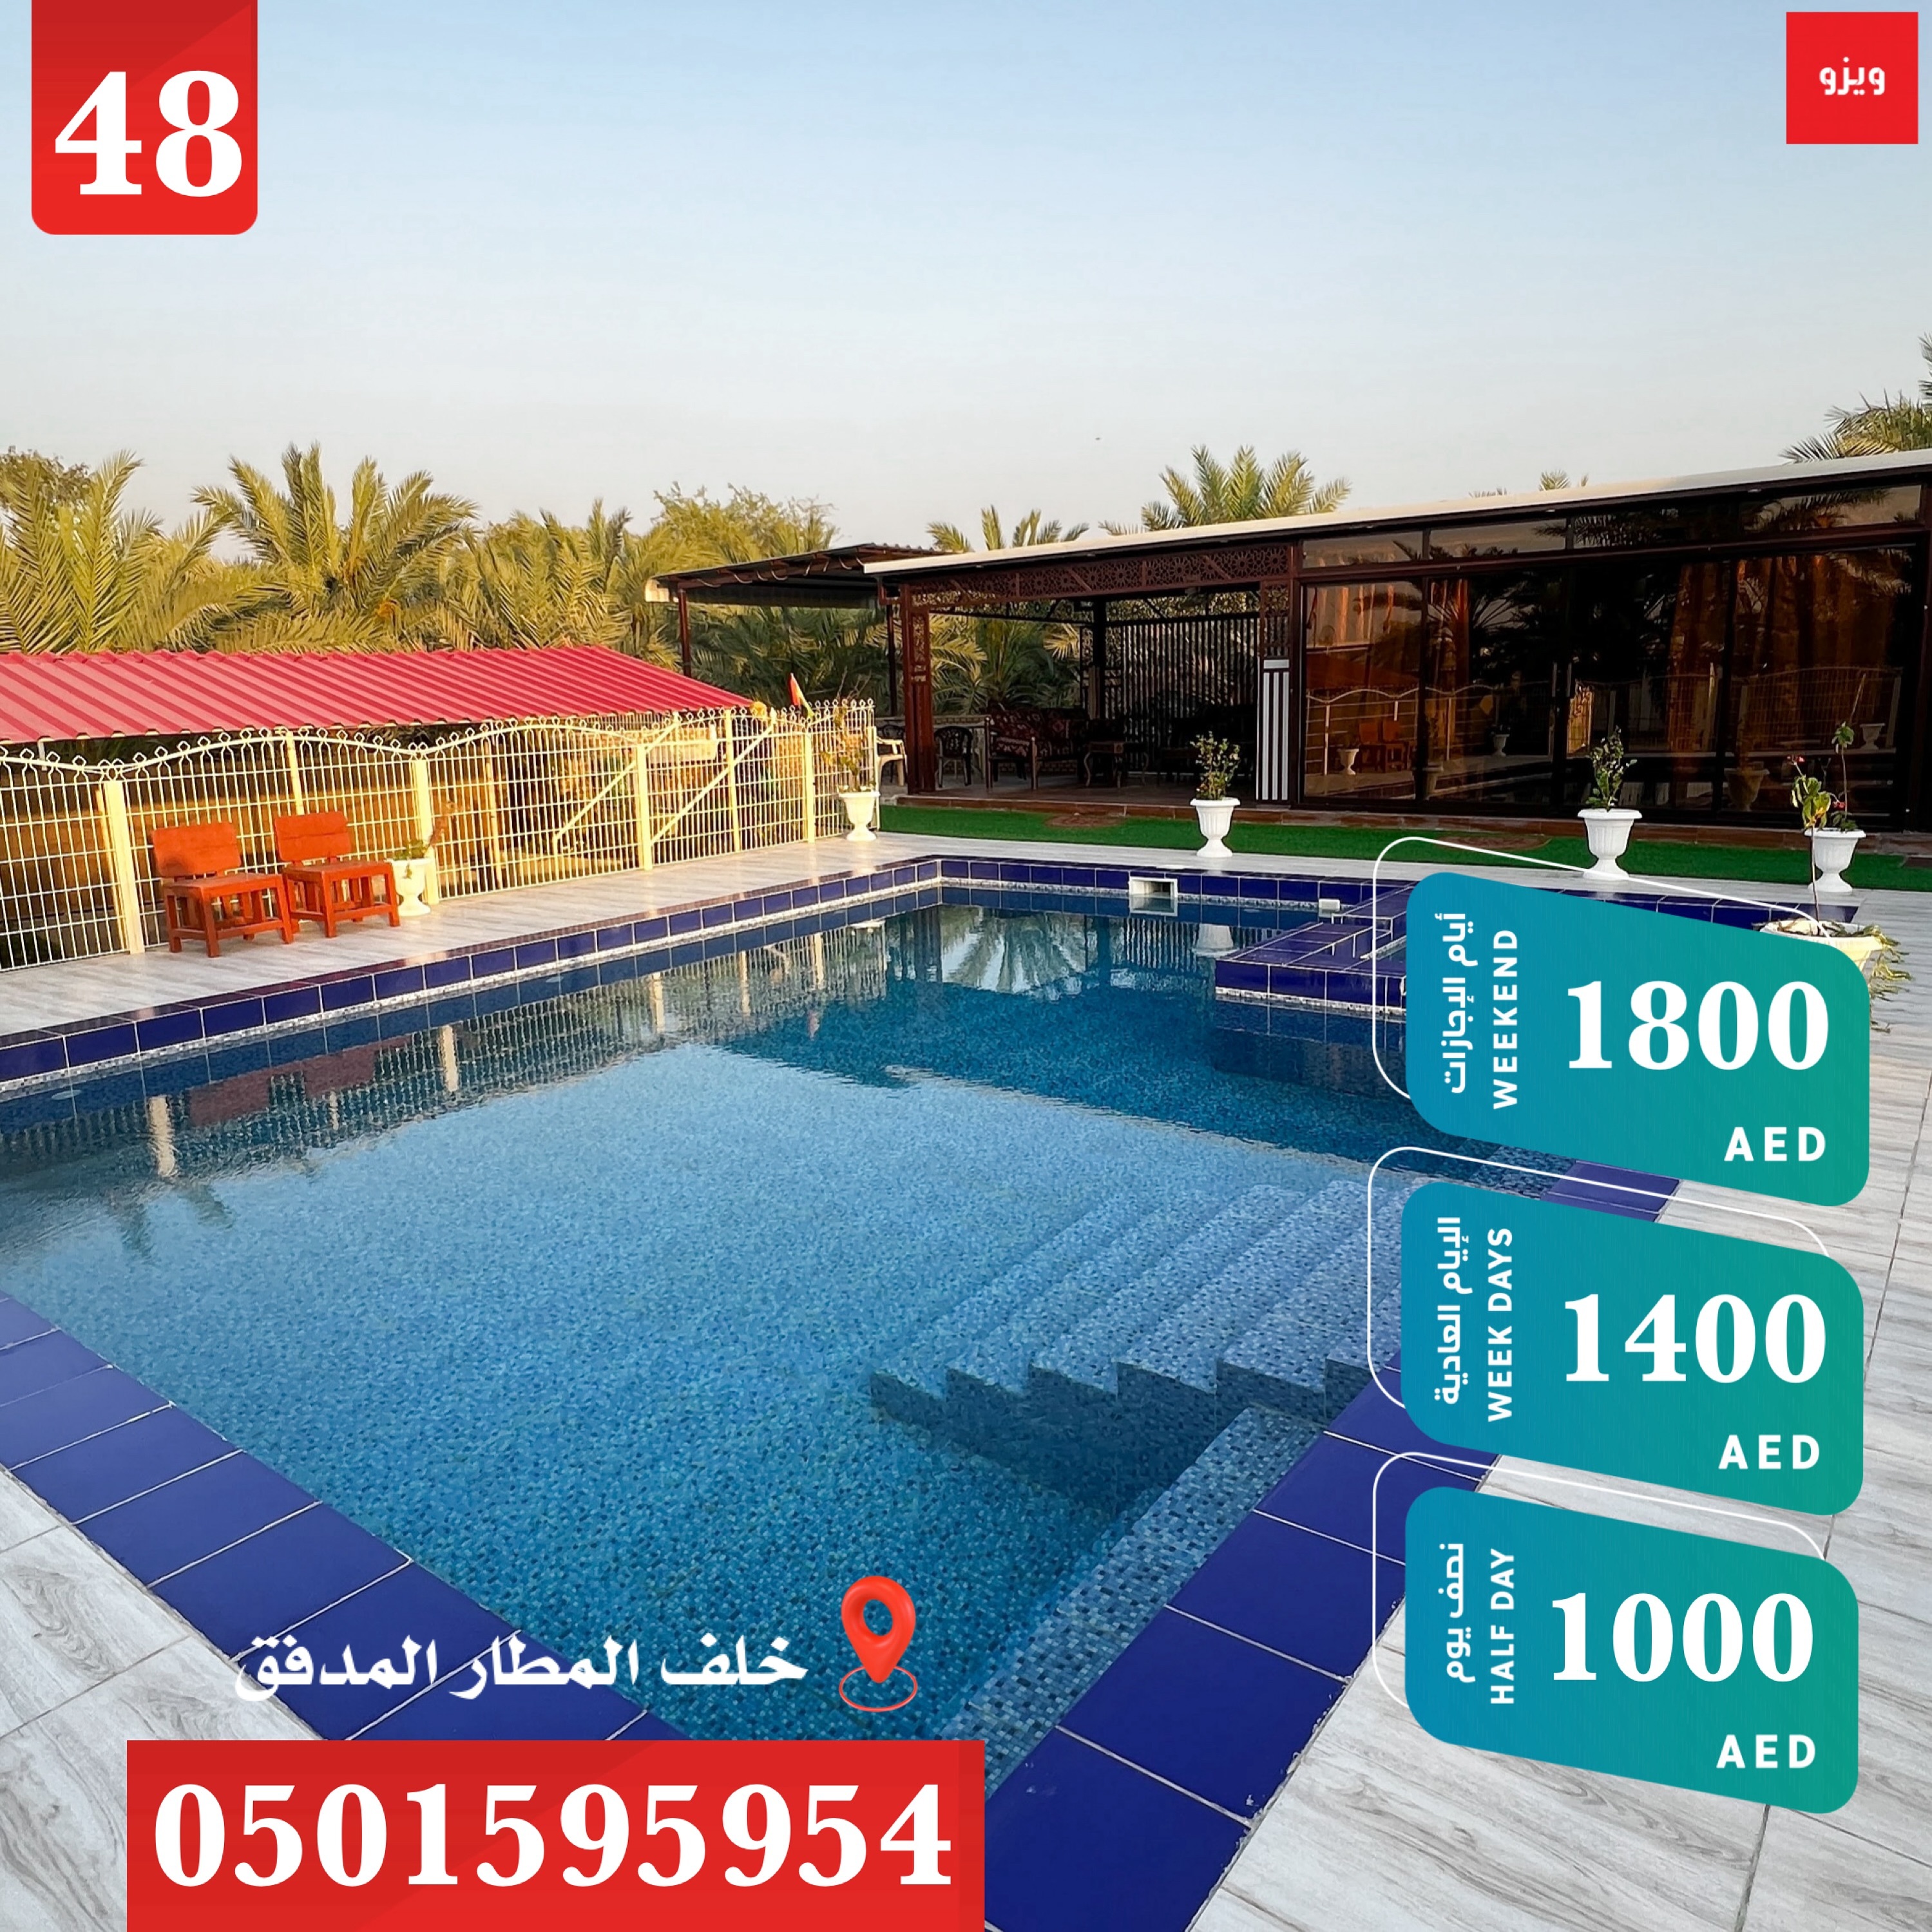 48
ويزو
أيام الإجازات
WEEKEND
1800
AED
الإيام العادية
WEEK DAYS
1400
AED
نصف يوم
HALF DAY
1000
AED
خلف المطار المدفق
0501595954